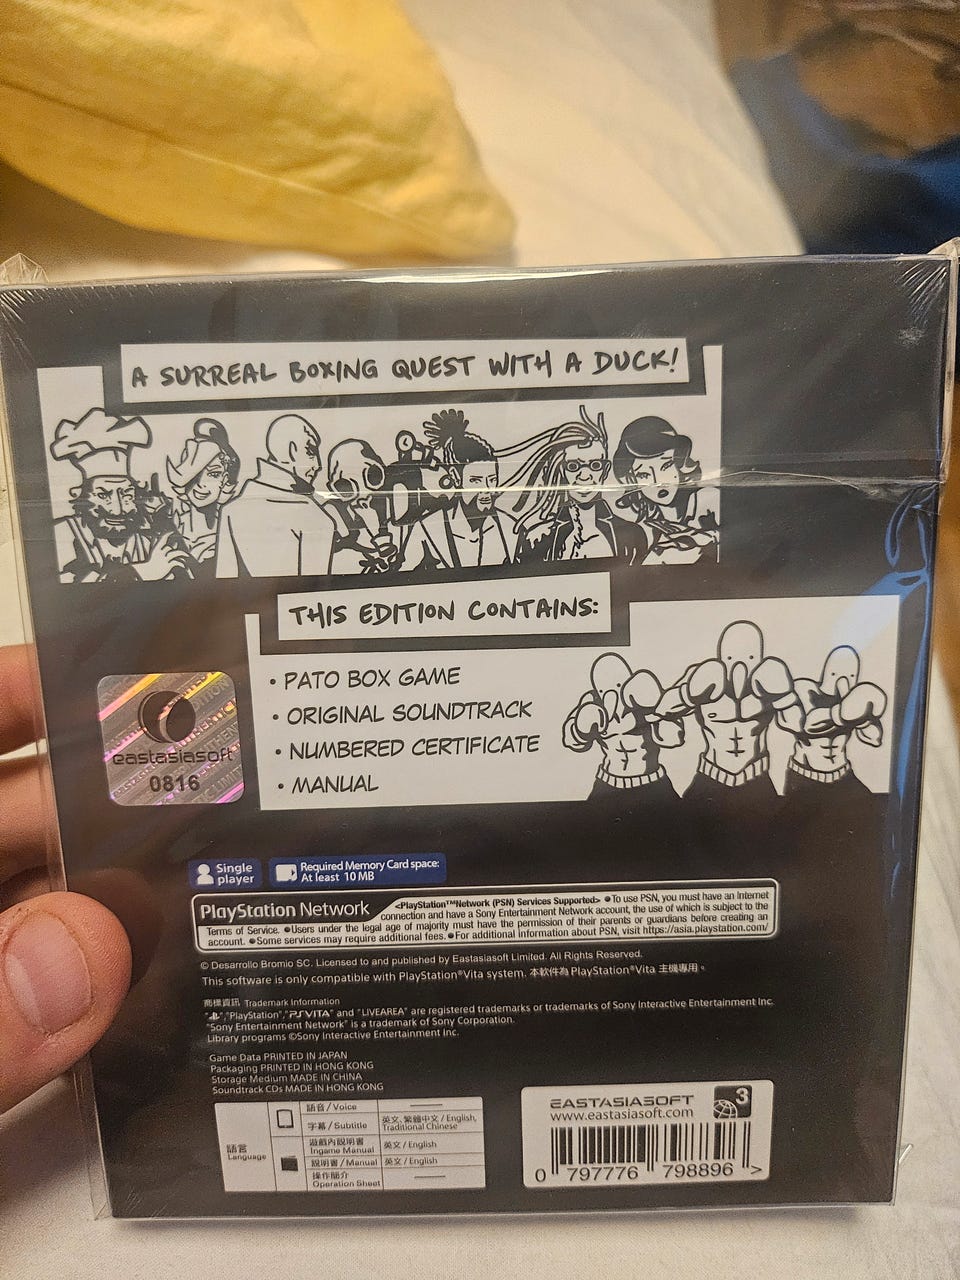 A SURREAL BOXING QUEST WITH A DUCK!
THIS EDITION CONTAINS:
• PATO BOX GAME
• ORIGINAL SOUNDTRACK
• NUMBERED CERTIFICATE
• MANUAL
eastasiasoft
0816
Single player
Required Memory Card space:
At least 10 MB
PlayStation Network
<PlayStation™Network (PSN) Services Supported> ●To use PSN, you must have an Internet
connection and have a Sony Entertainment Network account, the use of which is subject to the
Terms of Service. ●Users under the legal age of majority must have the permission of their parents or guardians before creating an
account. ●Some services may require additional fees. ●For additional information about PSN, visit https://asia.playstation.com/
© Desarrollo Bromio SC. Licensed to and published by Eastasiasoft Limited. All Rights Reserved.
This software is only compatible with PlayStation®Vita system. 本軟件為 PlayStation®Vita 主機專用。
商標資訊 Trademark Information
"PlayStation", "PSVITA" and "LIVEAREA" are registered trademarks or trademarks of Sony Interactive Entertainment Inc.
"Sony Entertainment Network" is a trademark of Sony Corporation.
Library programs ©Sony Interactive Entertainment Inc.
Game Data PRINTED IN JAPAN
Packaging PRINTED IN HONG KONG
Storage Medium MADE IN CHINA
Soundtrack CDs MADE IN HONG KONG
語言
Language
語音/Voice
字幕/Subtitle 英文, 繁體中文/English, Traditional Chinese
遊戲內說明書
Ingame Manual 英文/English
說明書/Manual 英文/English
操作簡介
Operation Sheet
EASTASIASOFT
www.eastasiasoft.com
3
0 797776 798896 >